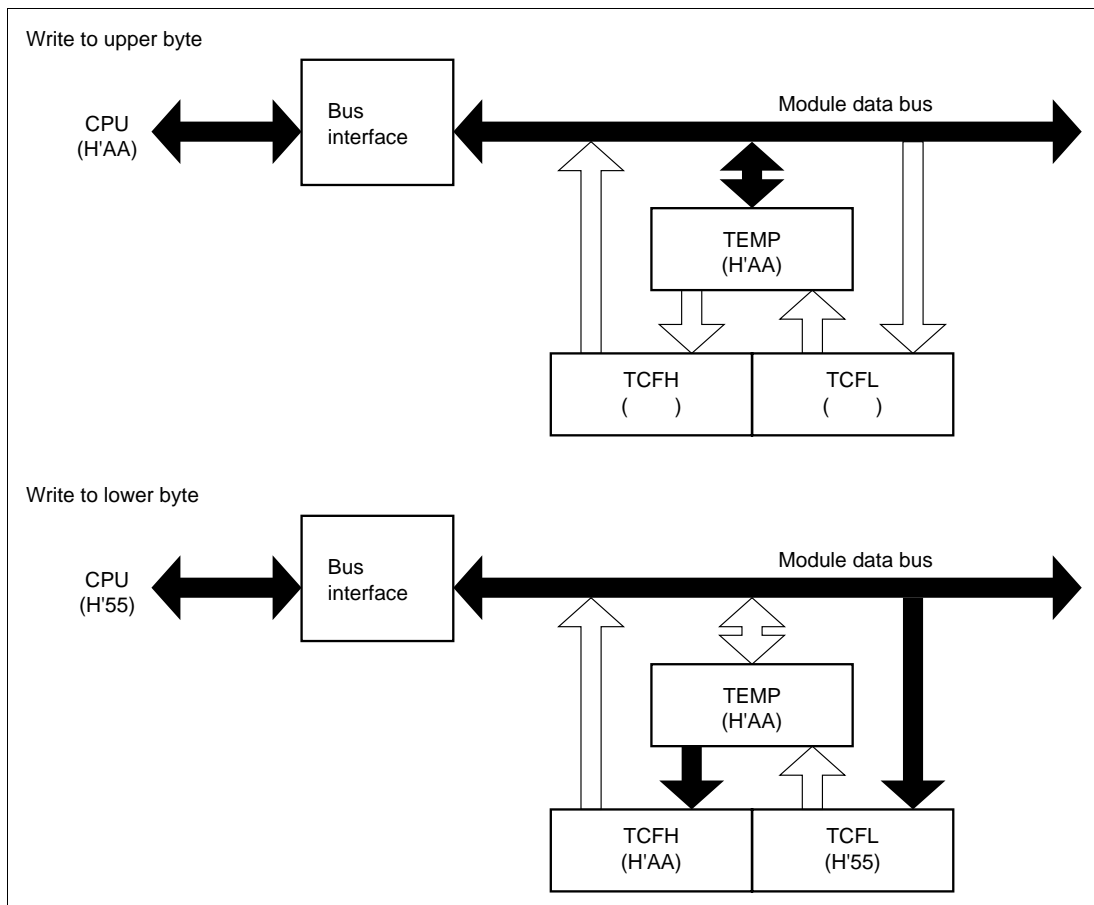 Write to upper byte
CPU
(H'AA)
Bus
interface
Module data bus
TEMP
(H'AA)
TCFH
(     )
TCFL
(     )
Write to lower byte
CPU
(H'55)
Bus
interface
Module data bus
TEMP
(H'AA)
TCFH
(H'AA)
TCFL
(H'55)